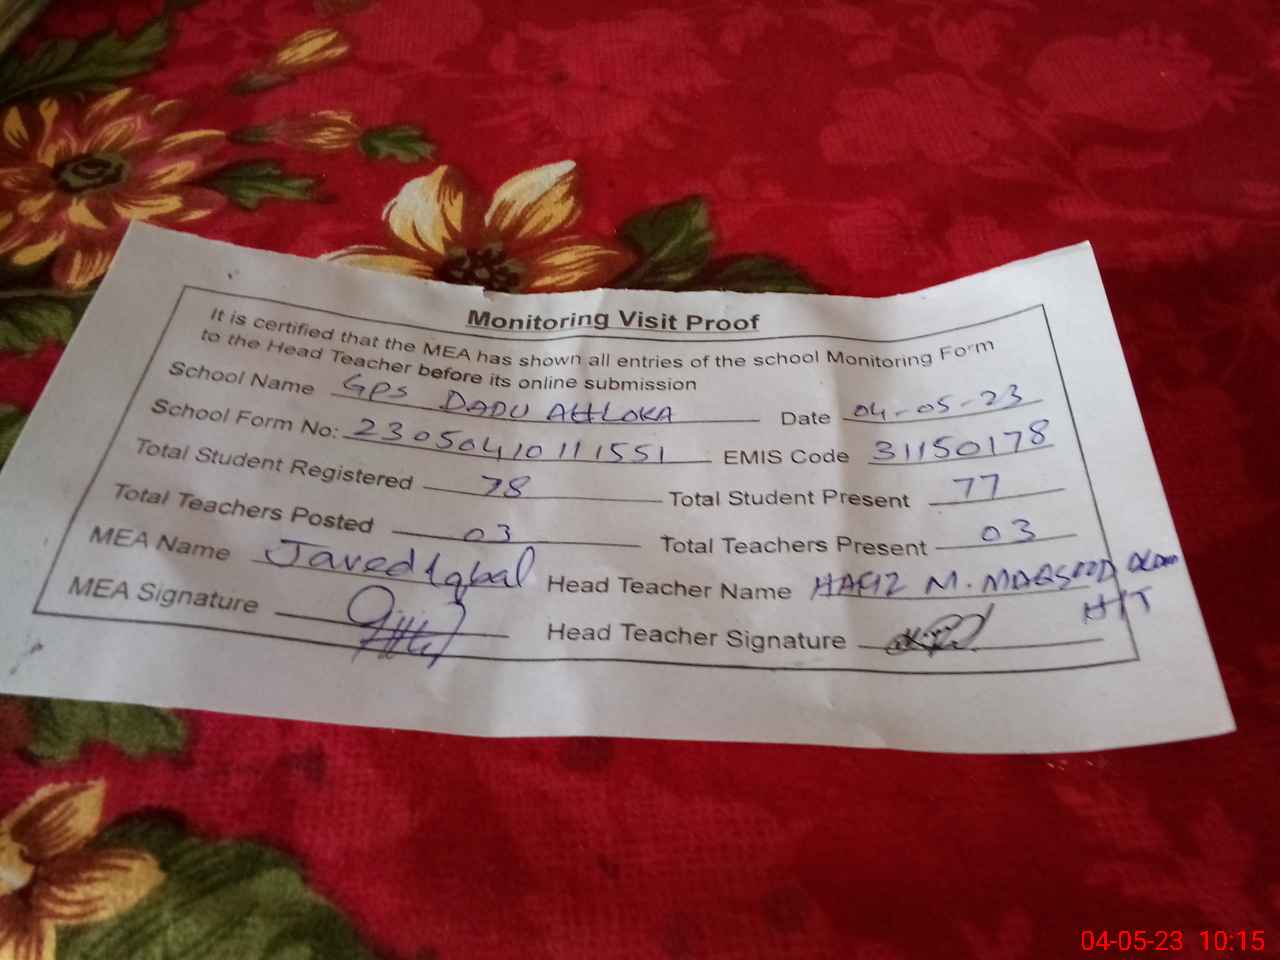 Monitoring Visit Proof
It is certified that the MEA has shown all entries of the school Monitoring Form
to the Head Teacher before its online submission
School Name GPS DADU AHLOKA Date 04-05-23
School Form No: 23050410111551 EMIS Code 31150178
Total Student Registered 78 Total Student Present 77
Total Teachers Posted 03 Total Teachers Present 03
MEA Name Javed Iqbal Head Teacher Name HAFIZ M. MAQSOOD
H/T
MEA Signature Head Teacher Signature
04-05-23 10:15